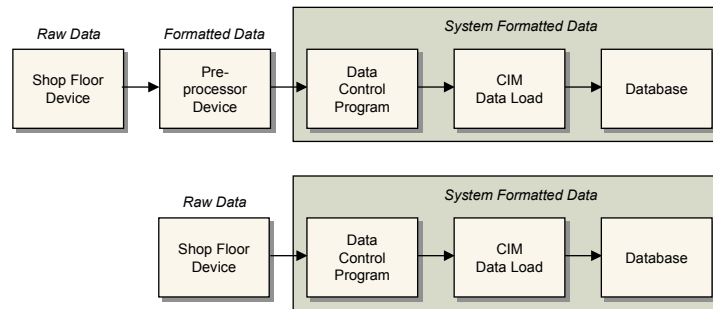 System Formatted Data
Raw Data
Formatted Data
Shop Floor
Device
Pre-
processor
Device
Data
Control
Program
CIM
Data Load
Database
System Formatted Data
Raw Data
Shop Floor
Device
Data
Control
Program
CIM
Data Load
Database